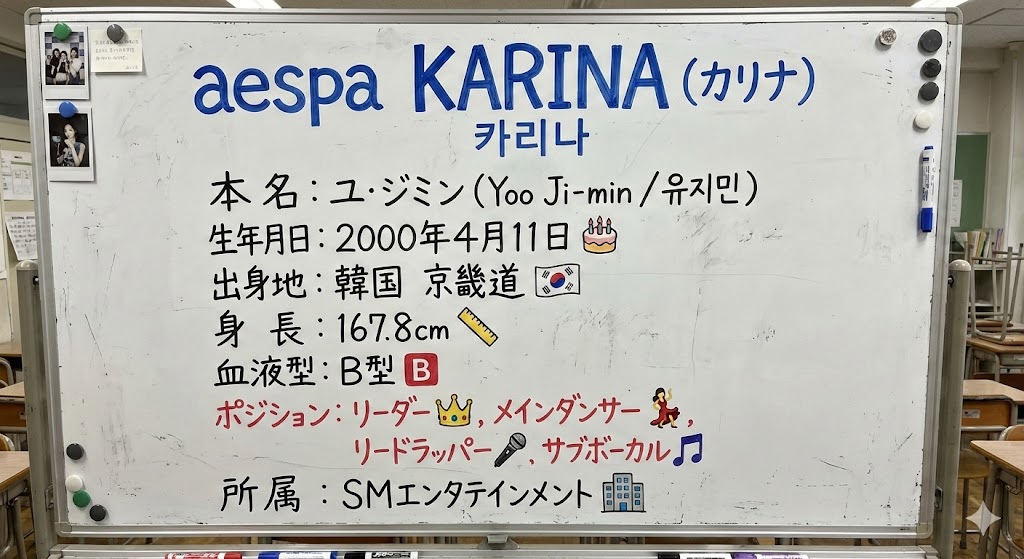 aespa KARINA (カリナ)
카리나
本名：ユ・ジミン (Yoo Ji-min / 유지민)
生年月日：2000年4月11日🎂
出身地：韓国 京畿道🇰🇷
身長：167.8cm📏
血液型：B型🅱️
ポジション：リーダー👑, メインダンサー💃,
リードラッパー🎤, サブボーカル🎵
所属：SMエンタテインメント🏢